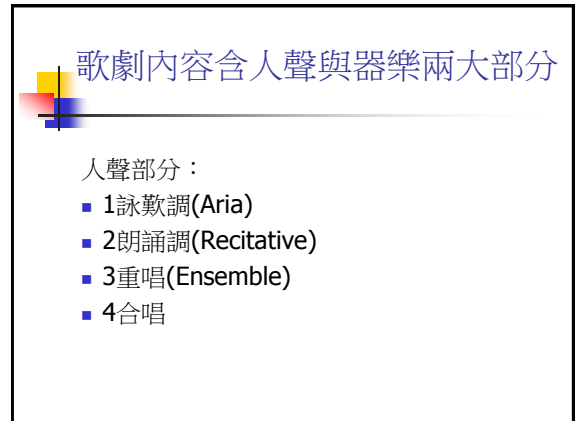 歌劇內容含人聲與器樂兩大部分
人聲部分：
1詠歎調(Aria)
2朗誦調(Recitative)
3重唱(Ensemble)
4合唱